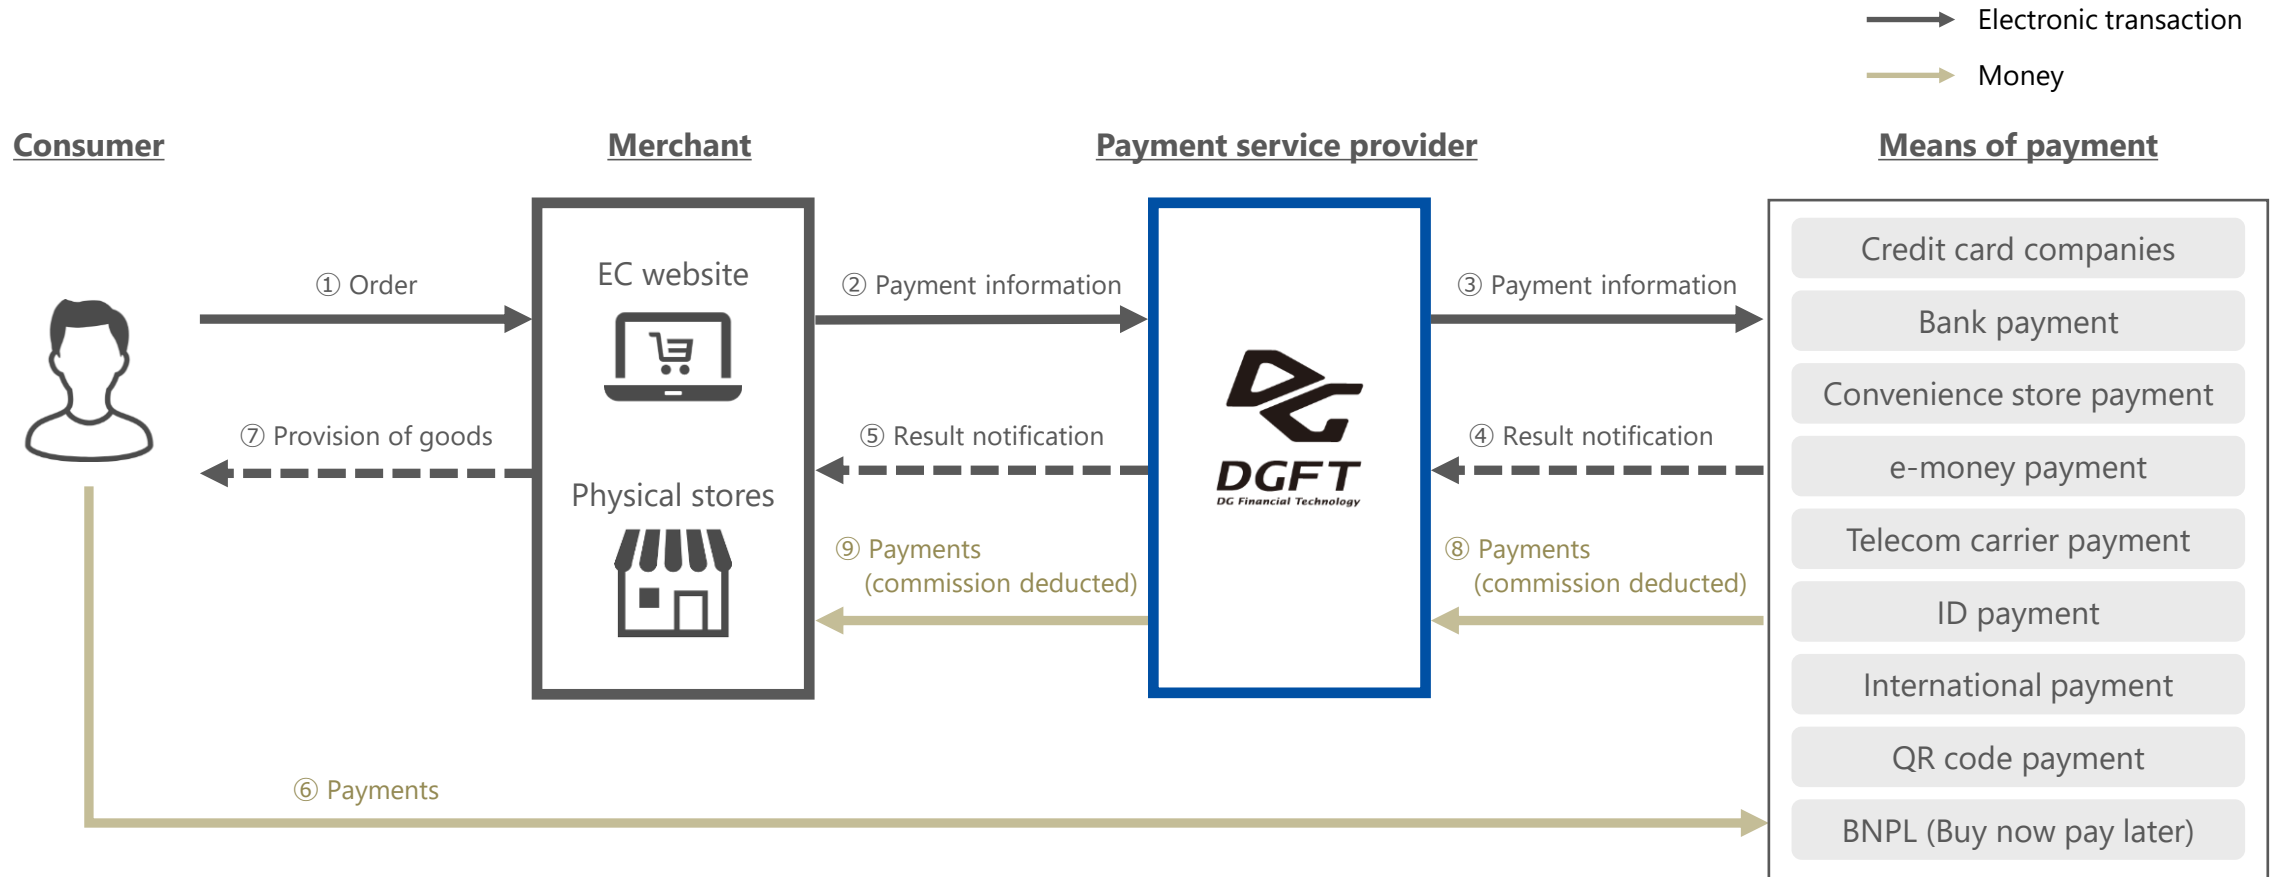 Electronic transaction
Money
Consumer
Merchant
Payment service provider
Means of payment
① Order
EC website
② Payment information
③ Payment information
⑦ Provision of goods
⑤ Result notification
④ Result notification
Physical stores
DGFT
DG Financial Technology
⑨ Payments
(commission deducted)
⑧ Payments
(commission deducted)
⑥ Payments
Credit card companies
Bank payment
Convenience store payment
e-money payment
Telecom carrier payment
ID payment
International payment
QR code payment
BNPL (Buy now pay later)